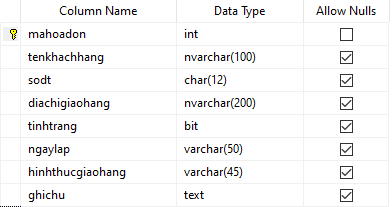 Column Name Data Type Allow Nulls
mahoadon int
tenkhachhang nvarchar(100)
sodt char(12)
diachigiaohang nvarchar(200)
tinhtrang bit
ngaylap varchar(50)
hinhthucgiaohang varchar(45)
ghichu text